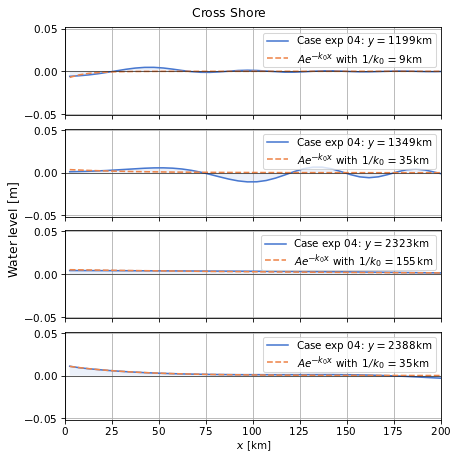 Cross Shore
Water level [m]
0.05
0.00
−0.05
Case exp 04: y = 1199km
Ae^{−k₀x} with 1/k₀ = 9km
0.05
0.00
−0.05
Case exp 04: y = 1349km
Ae^{−k₀x} with 1/k₀ = 35km
0.05
0.00
−0.05
Case exp 04: y = 2323km
Ae^{−k₀x} with 1/k₀ = 155km
0.05
0.00
−0.05
Case exp 04: y = 2388km
Ae^{−k₀x} with 1/k₀ = 35km
0 25 50 75 100 125 150 175 200
x [km]